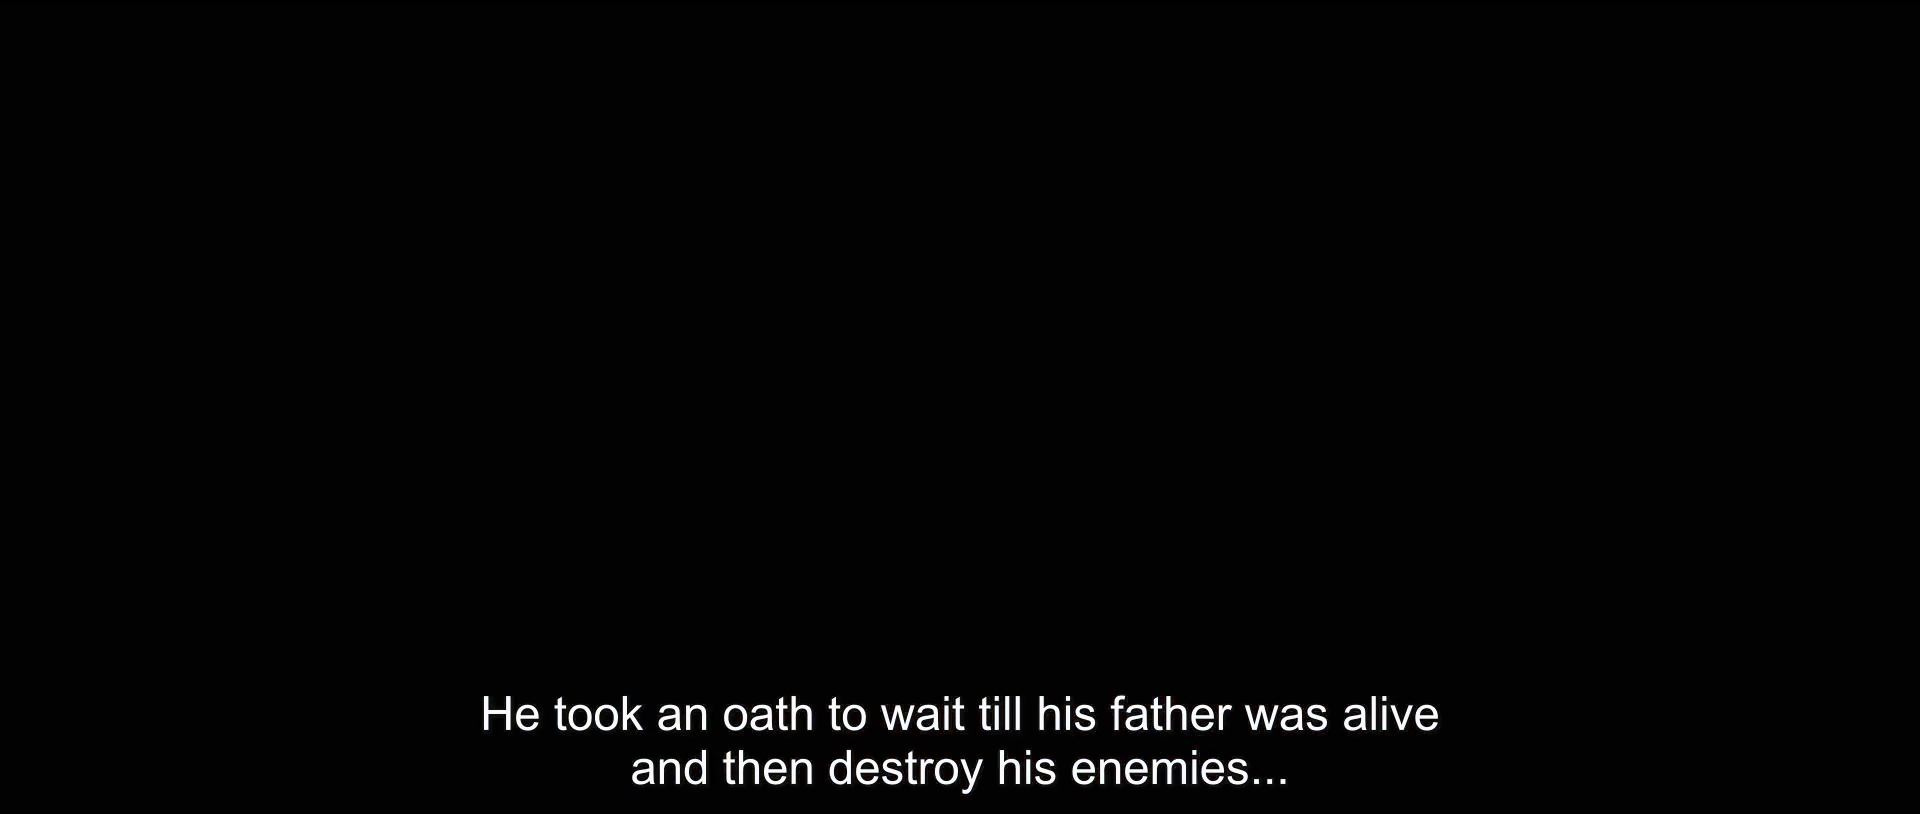 He took an oath to wait till his father was alive
and then destroy his enemies...